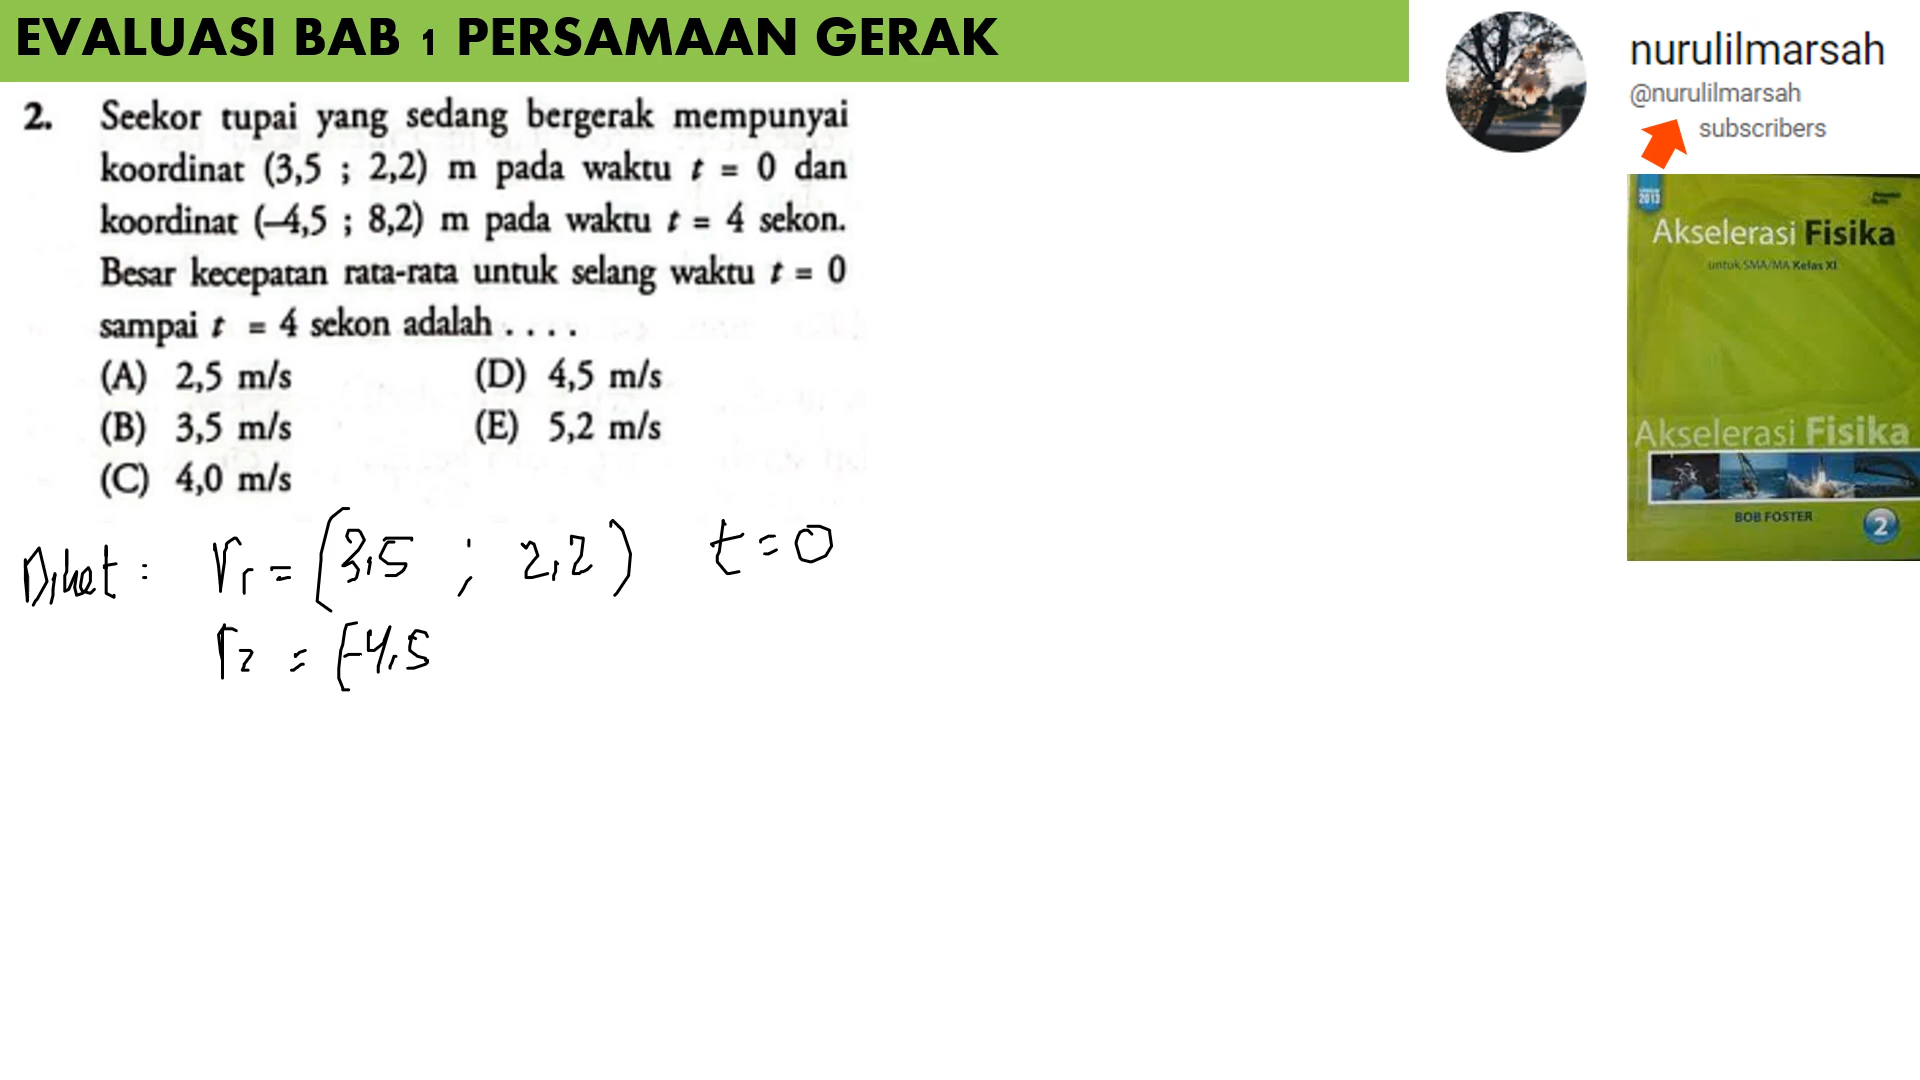 EVALUASI BAB 1 PERSAMAAN GERAK
nurulilmarsah
@nurulilmarsah
subscribers
2. Seekor tupai yang sedang bergerak mempunyai
koordinat (3,5 ; 2,2) m pada waktu t = 0 dan
koordinat (–4,5 ; 8,2) m pada waktu t = 4 sekon.
Besar kecepatan rata-rata untuk selang waktu t = 0
sampai t = 4 sekon adalah . . . .
(A) 2,5 m/s (D) 4,5 m/s
(B) 3,5 m/s (E) 5,2 m/s
(C) 4,0 m/s
Diket : r₁ = (3,5 ; 2,2) t = 0
r₂ = (-4,5
2013
Akselerasi Fisika
untuk SMA/MA Kelas XI
Akselerasi Fisika
BOB FOSTER
2